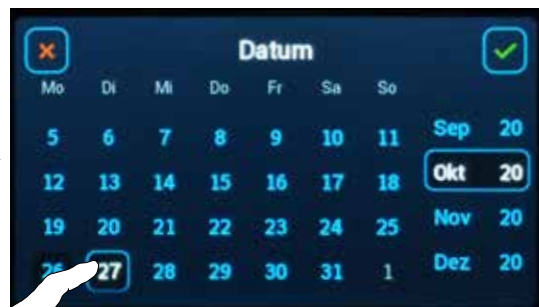 Datum
Mo Di Mi Do Fr Sa So
5 6 7 8 9 10 11 Sep 20
12 13 14 15 16 17 18 Okt 20
19 20 21 22 23 24 25 Nov 20
26 27 28 29 30 31 1 Dez 20